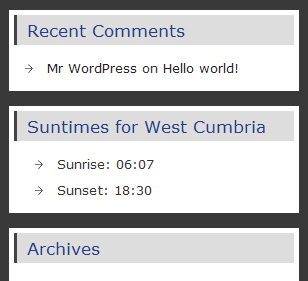 Recent Comments
Mr WordPress on Hello world!
Suntimes for West Cumbria
Sunrise: 06:07
Sunset: 18:30
Archives